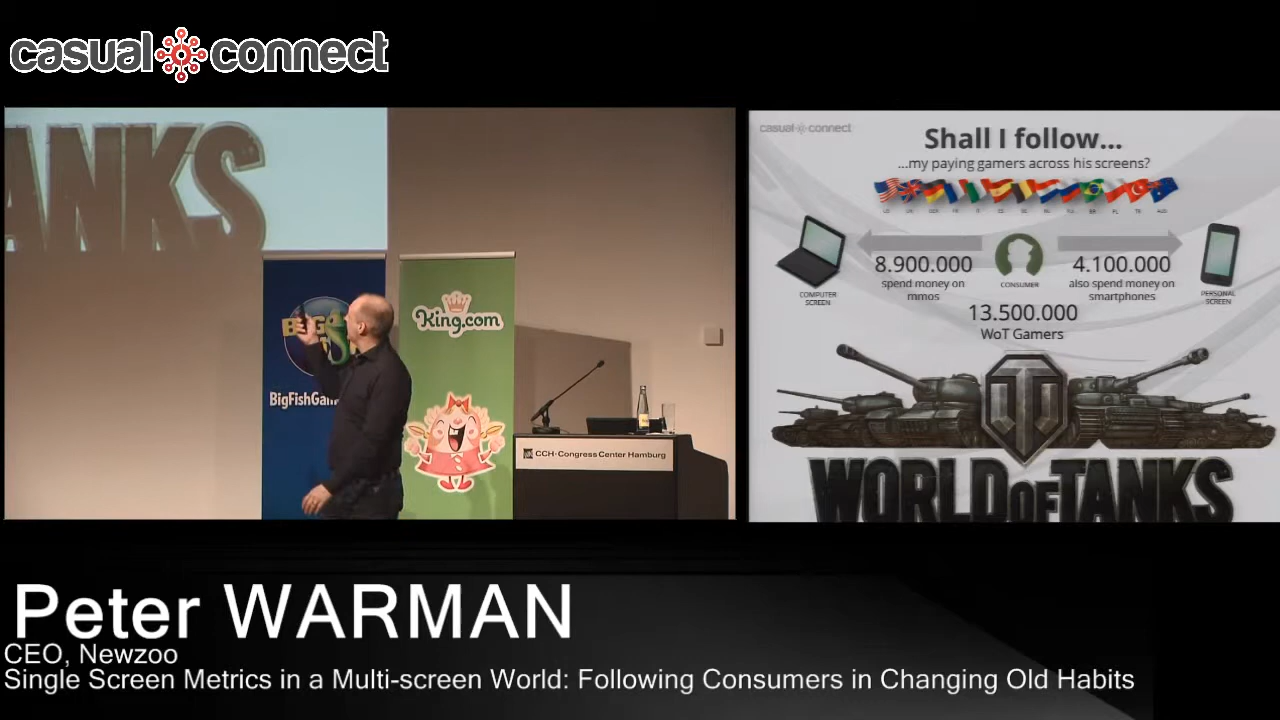 casual connect
ANKS
BIG
BigFishGam
King.com
CCH-Congress Center Hamburg
casual connect
Shall I follow...
...my paying gamers across his screens?
8.900.000
spend money on
mmos
CONSUMER
4.100.000
also spend money on
smartphones
COMPUTER
SCREEN
PERSONAL
SCREEN
13.500.000
WoT Gamers
WORLD OF TANKS
Peter WARMAN
CEO, Newzoo
Single Screen Metrics in a Multi-screen World: Following Consumers in Changing Old Habits